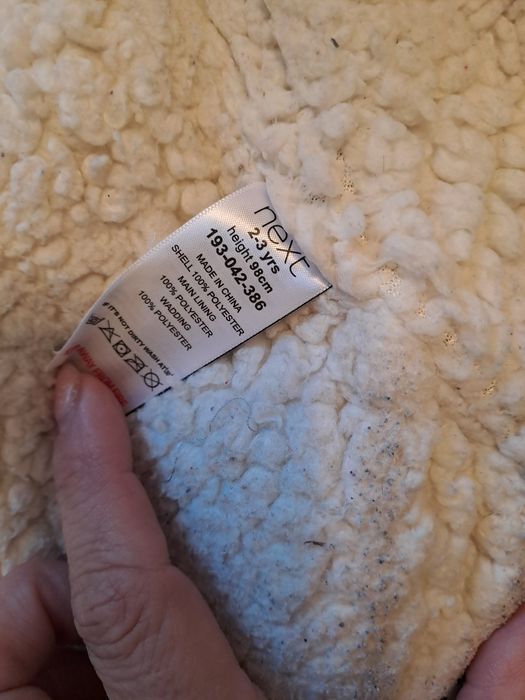 next
2-3 yrs
height 98cm
193-042-386
MADE IN CHINA
SHELL 100% POLYESTER
MAIN LINING
100% POLYESTER
WADDING
100% POLYESTER
IF IT'S NOT DIRTY WASH AT 30°